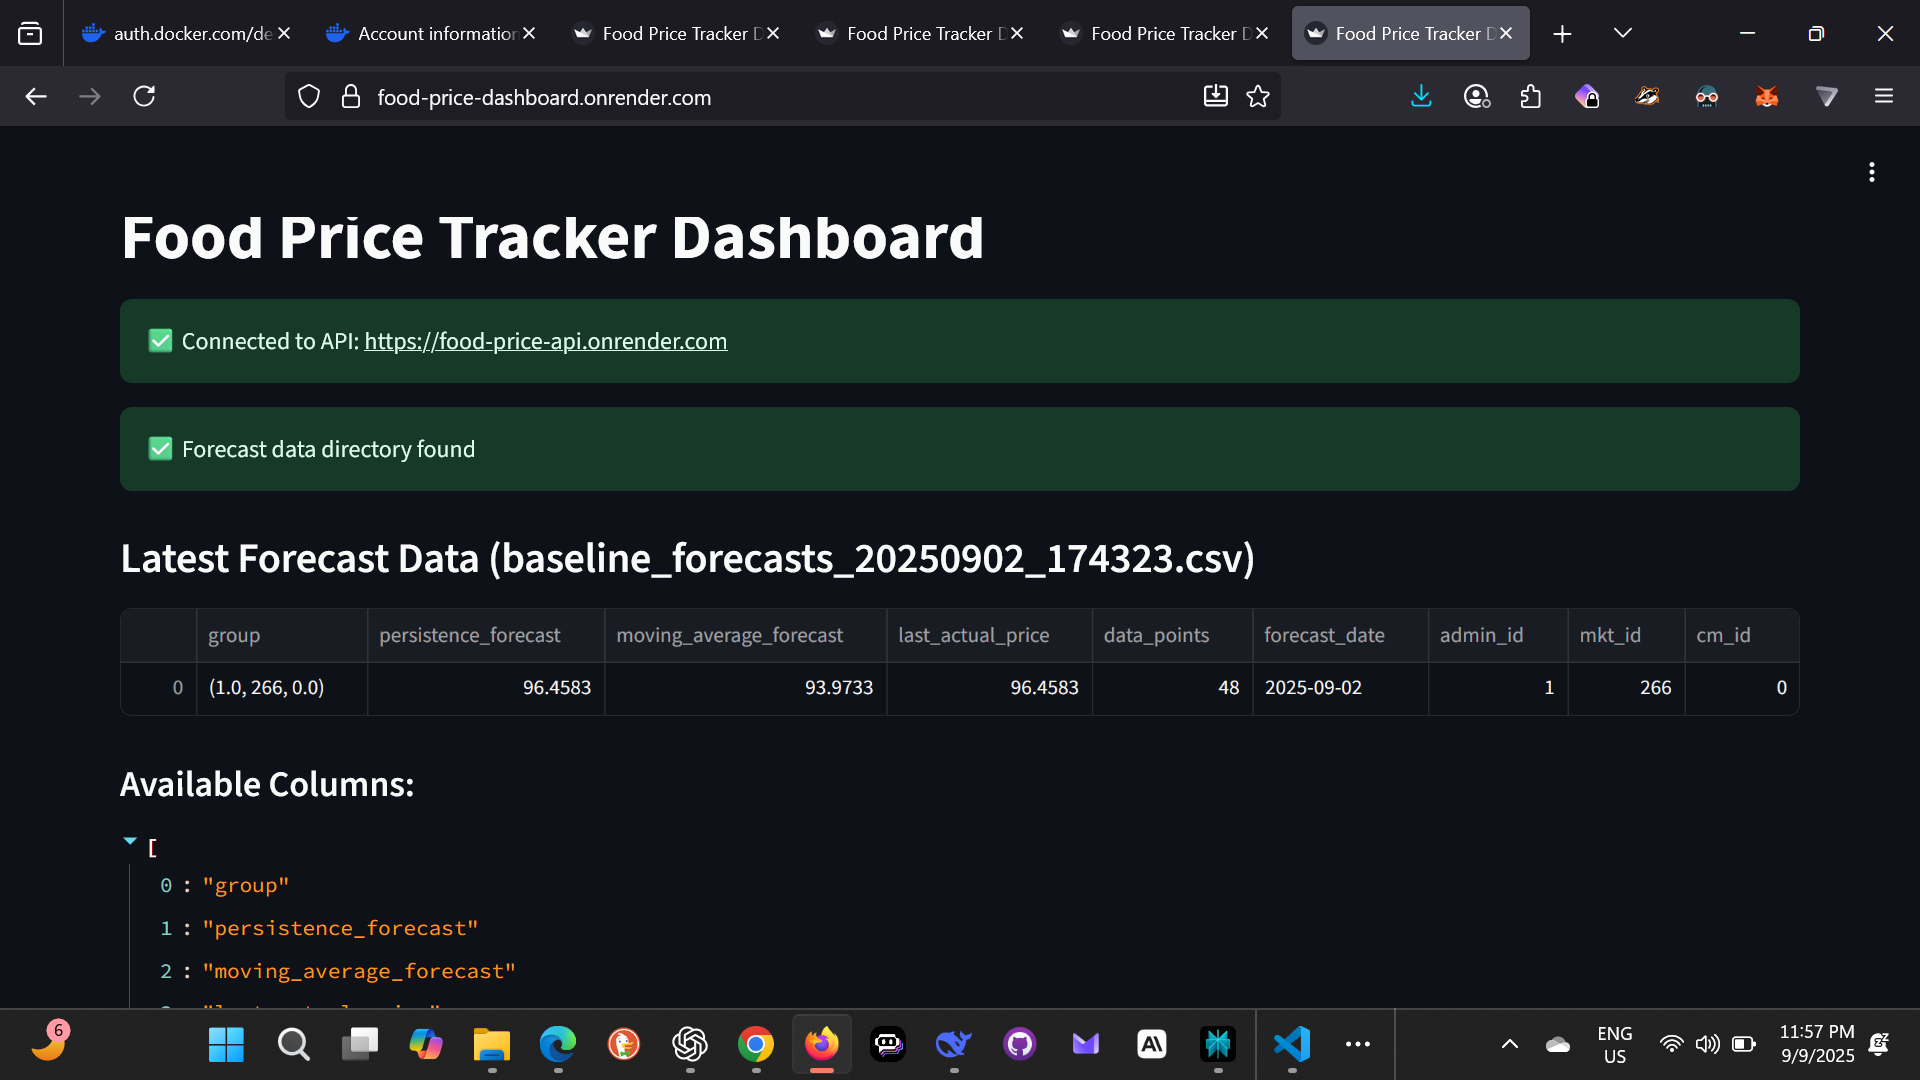 auth.docker.com/de
Account information
Food Price Tracker D
Food Price Tracker D
Food Price Tracker D
Food Price Tracker D
food-price-dashboard.onrender.com
Food Price Tracker Dashboard
✅ Connected to API: https://food-price-api.onrender.com
✅ Forecast data directory found
Latest Forecast Data (baseline_forecasts_20250902_174323.csv)
group persistence_forecast moving_average_forecast last_actual_price data_points forecast_date admin_id mkt_id cm_id
0 (1.0, 266, 0.0) 96.4583 93.9733 96.4583 48 2025-09-02 1 266 0
Available Columns:
[
0 : "group"
1 : "persistence_forecast"
2 : "moving_average_forecast"
6
ENG
US
11:57 PM
9/9/2025